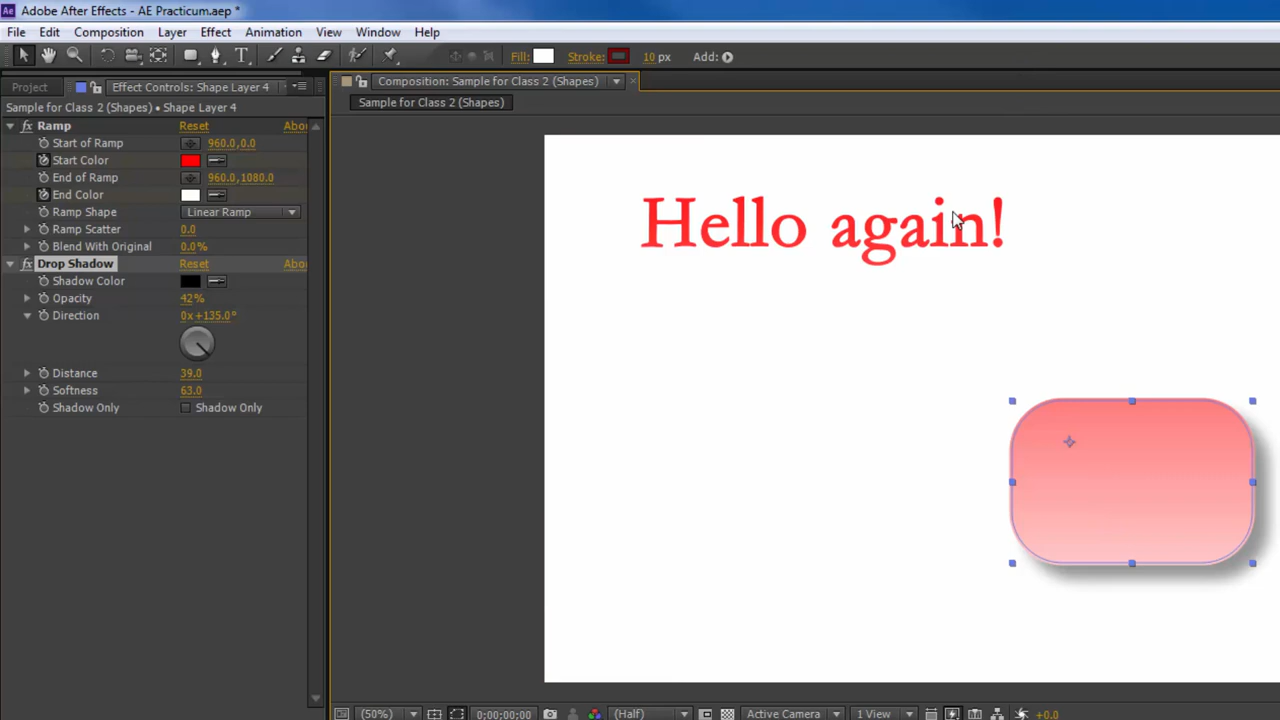 Ae Adobe After Effects - AE Practicum.aep *
File Edit Composition Layer Effect Animation View Window Help
T Fill: Stroke: 10 px Add:
Project Effect Controls: Shape Layer 4 Composition: Sample for Class 2 (Shapes)
Sample for Class 2 (Shapes) • Shape Layer 4 Sample for Class 2 (Shapes)
fx Ramp Reset Abou
Start of Ramp 960.0,0.0
Start Color
End of Ramp 960.0,1080.0
End Color
Ramp Shape Linear Ramp
Ramp Scatter 0.0
Blend With Original 0.0%
fx Drop Shadow Reset Abou
Shadow Color
Opacity 42%
Direction 0x +135.0°
Distance 39.0
Softness 63.0
Shadow Only Shadow Only
Hello again!
(50%) 0;00;00;00 (Half) Active Camera 1 View +0.0